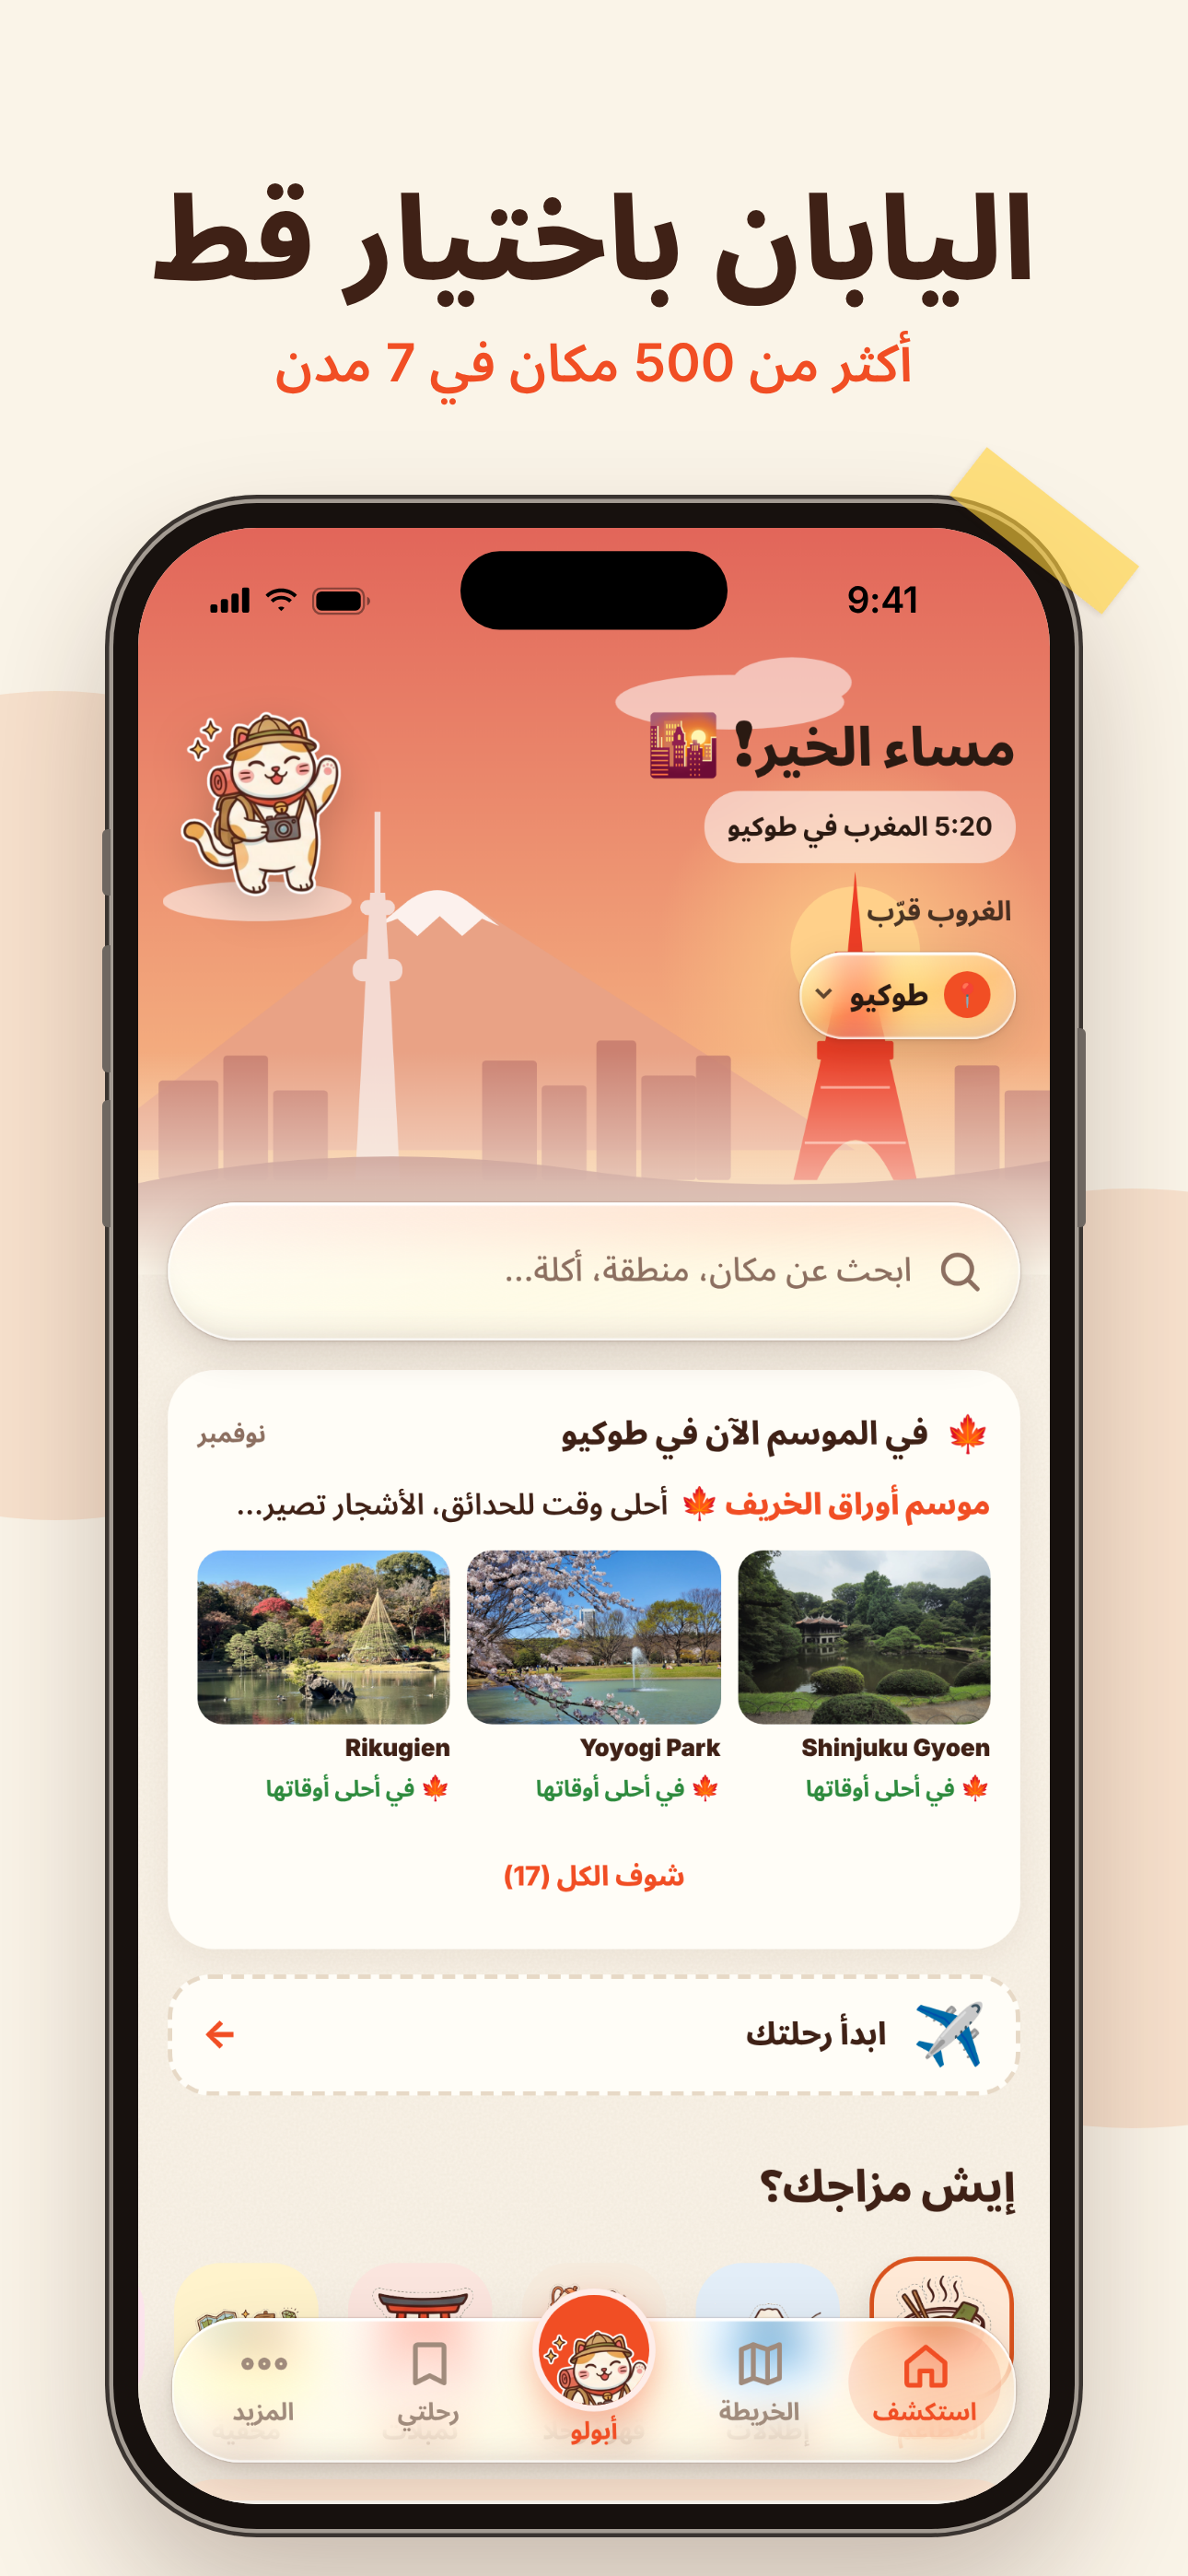 اليابان باختيار قط
أكثر من 500 مكان في 7 مدن
9:41
مساء الخير! 🌇
5:20 المغرب في طوكيو
الغروب قرّب
📍 طوكيو
ابحث عن مكان، منطقة، أكلة...
🍁 في الموسم الآن في طوكيو
نوفمبر
موسم أوراق الخريف 🍁 أحلى وقت للحدائق، الأشجار تصير...
Shinjuku Gyoen
🍁 في أحلى أوقاتها
Yoyogi Park
🍁 في أحلى أوقاتها
Rikugien
🍁 في أحلى أوقاتها
شوف الكل (17)
✈️ ابدأ رحلتك
إيش مزاجك؟
استكشف
الخريطة
أبولو
رحلتي
المزيد